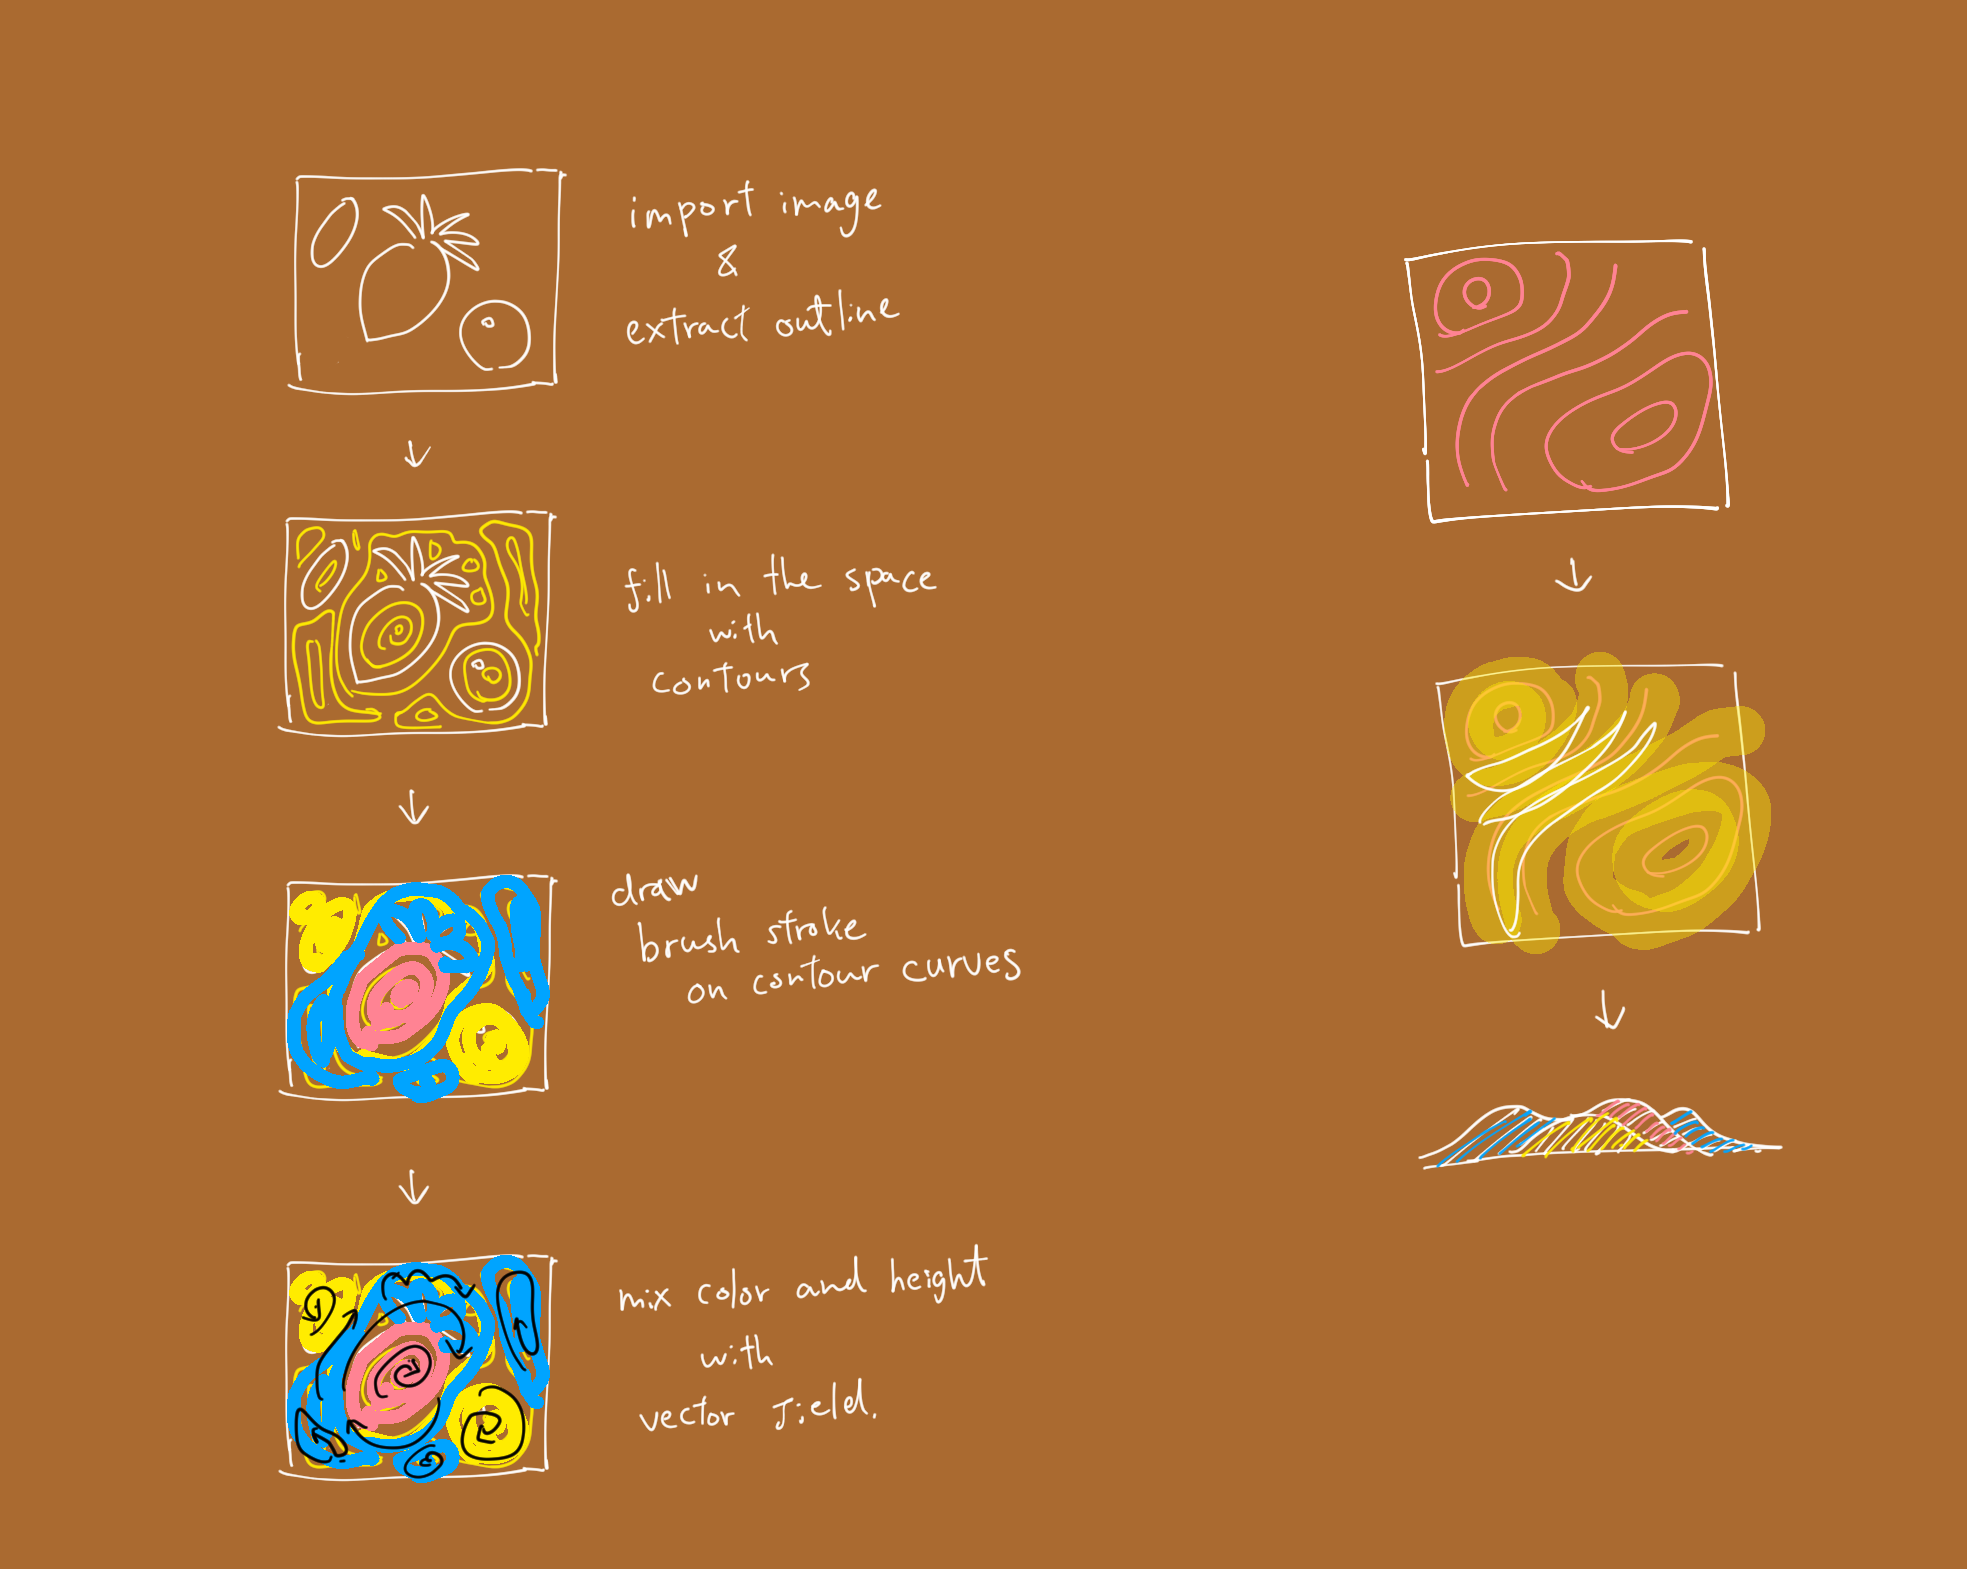 import image
&
extract outline
fill in the space
with
contours
draw
brush stroke
on contour curves
mix color and height
with
vector field.